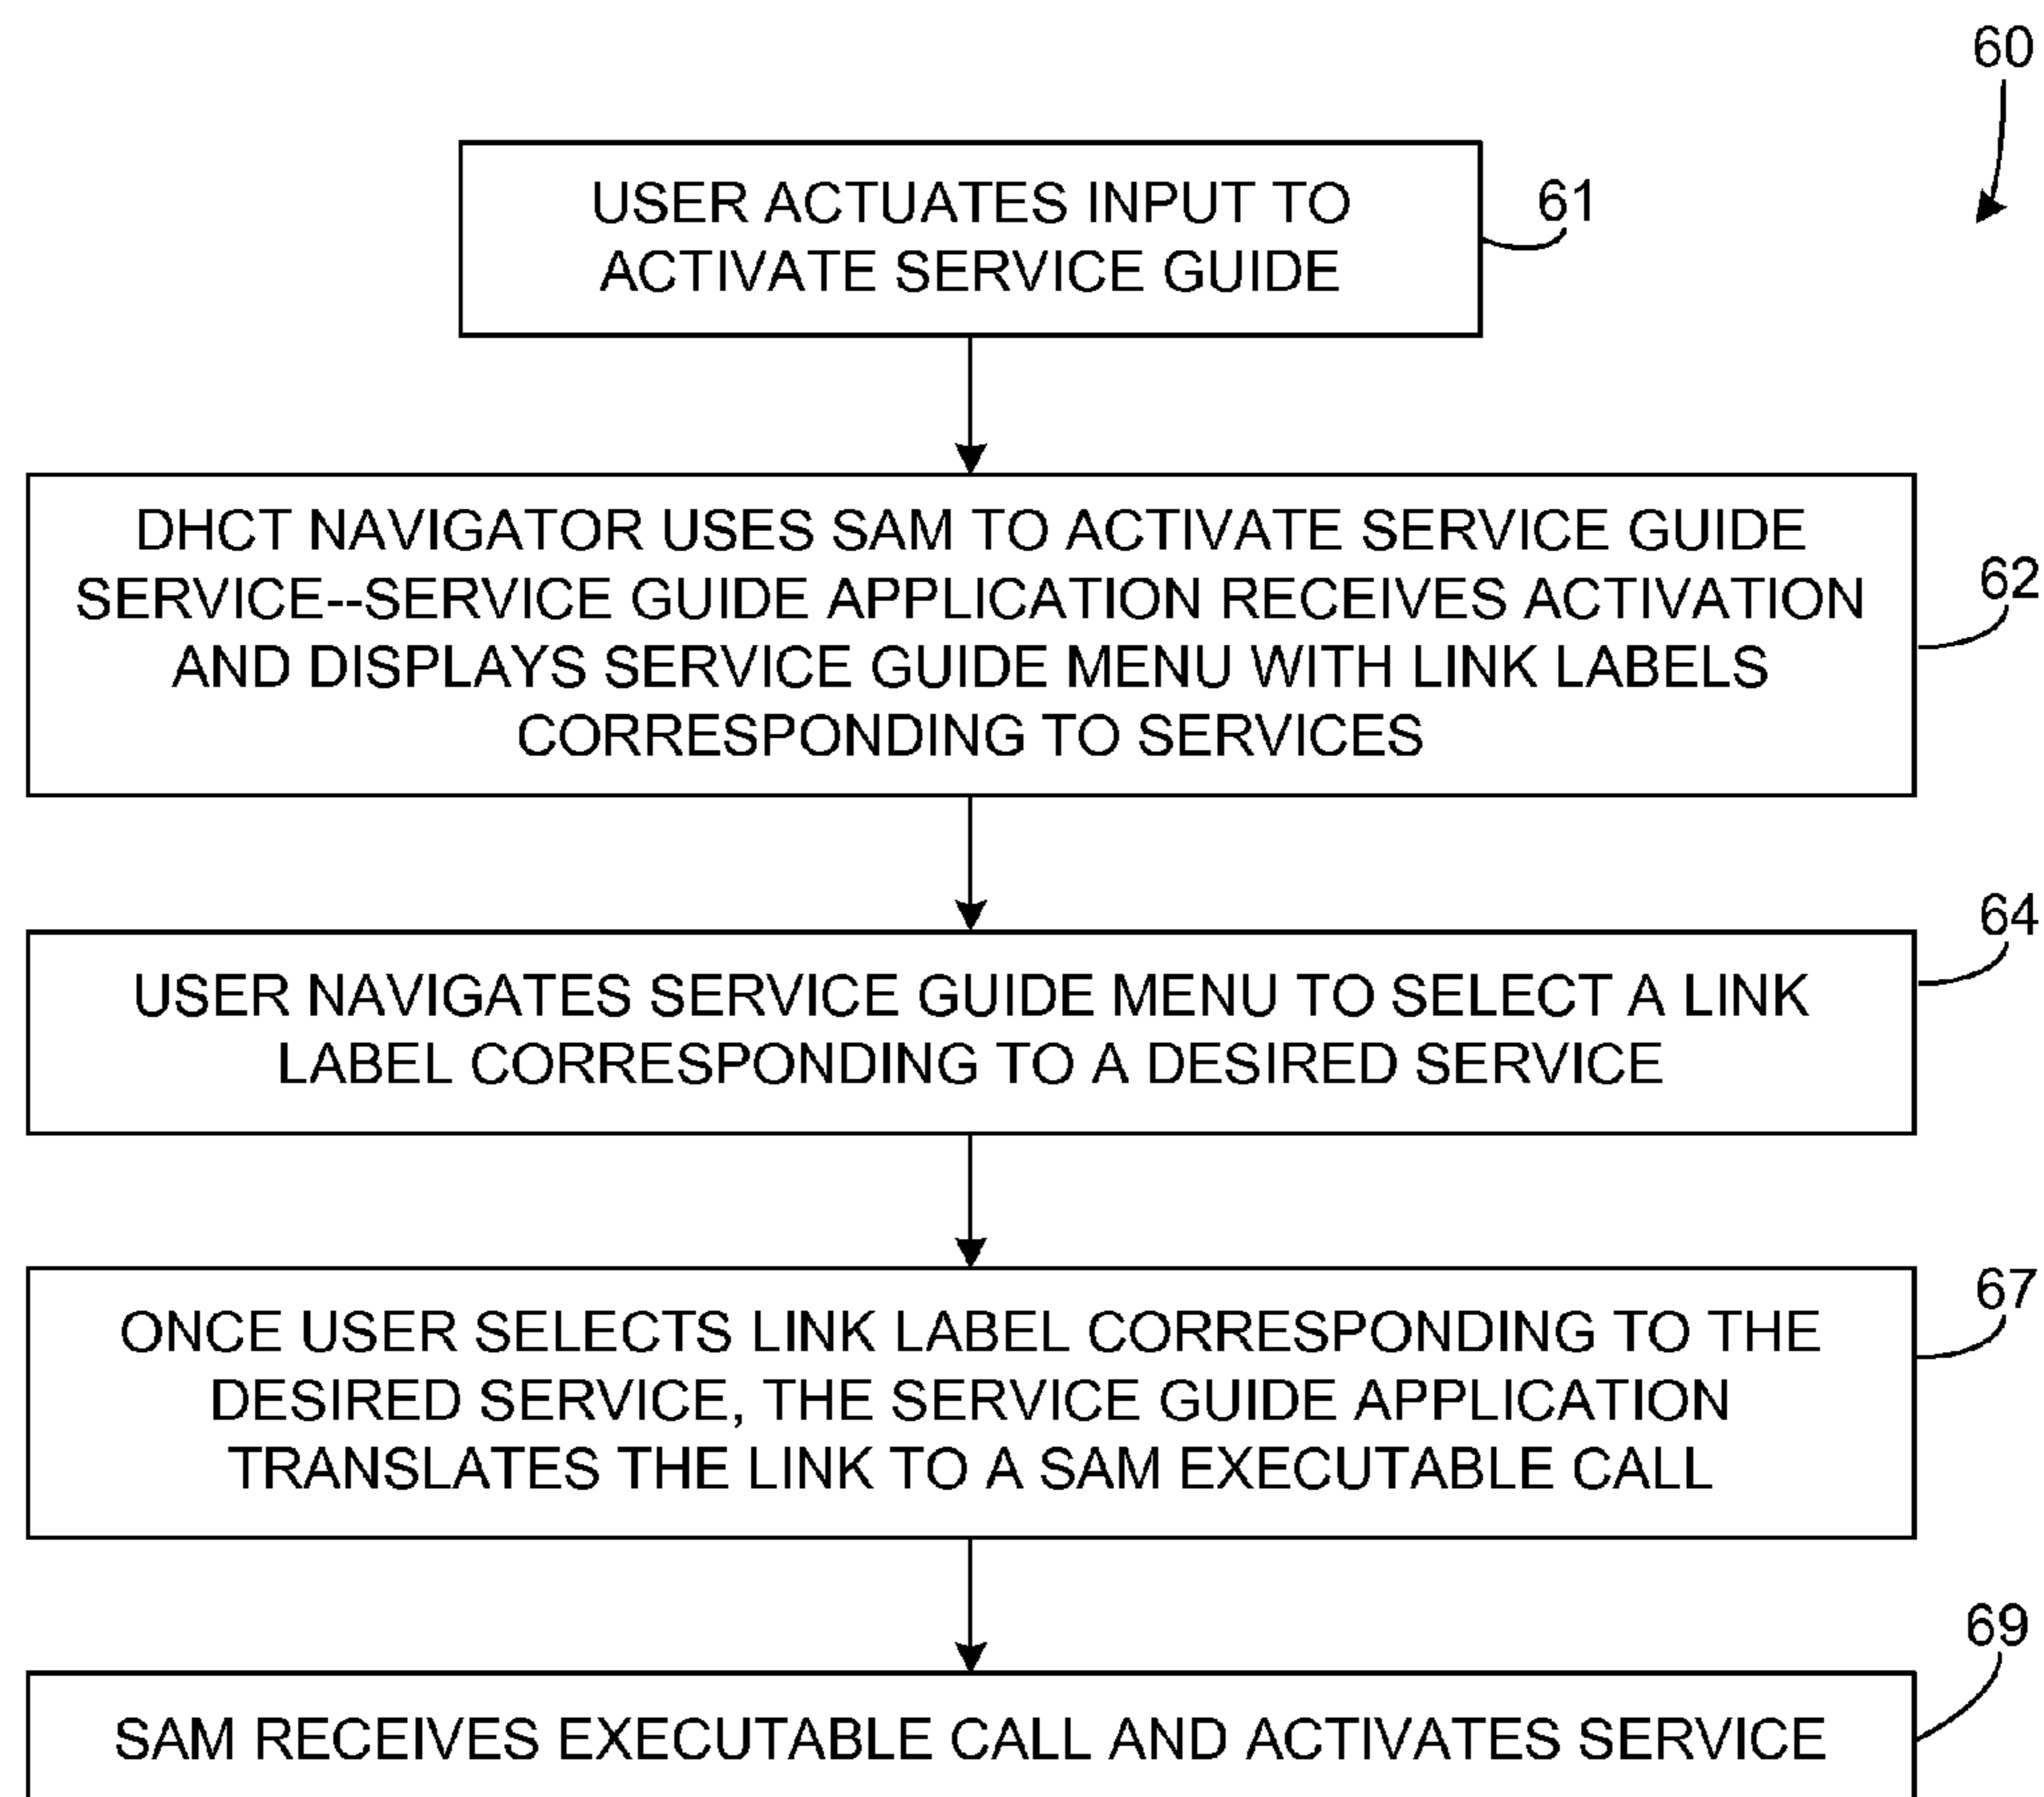 60
USER ACTUATES INPUT TO
ACTIVATE SERVICE GUIDE
61
DHCT NAVIGATOR USES SAM TO ACTIVATE SERVICE GUIDE
SERVICE--SERVICE GUIDE APPLICATION RECEIVES ACTIVATION
AND DISPLAYS SERVICE GUIDE MENU WITH LINK LABELS
CORRESPONDING TO SERVICES
62
USER NAVIGATES SERVICE GUIDE MENU TO SELECT A LINK
LABEL CORRESPONDING TO A DESIRED SERVICE
64
ONCE USER SELECTS LINK LABEL CORRESPONDING TO THE
DESIRED SERVICE, THE SERVICE GUIDE APPLICATION
TRANSLATES THE LINK TO A SAM EXECUTABLE CALL
67
SAM RECEIVES EXECUTABLE CALL AND ACTIVATES SERVICE
69